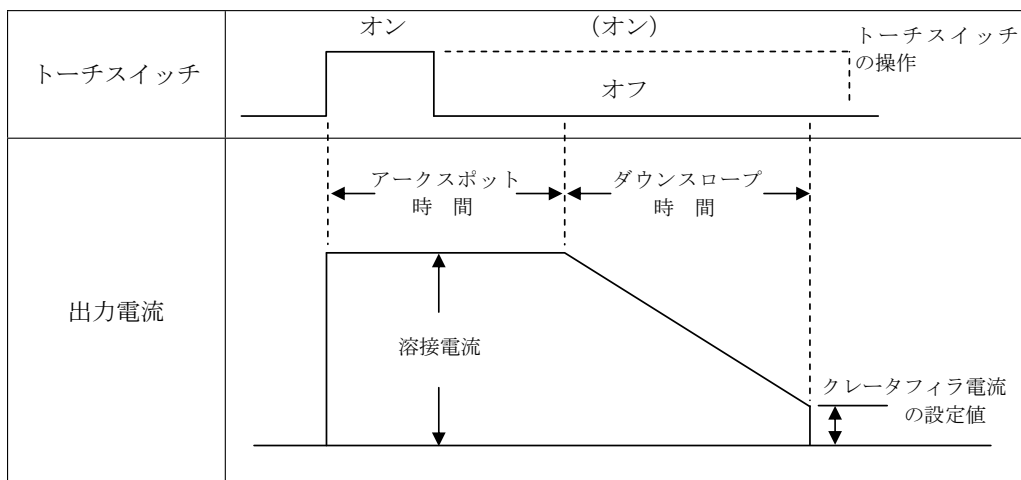 トーチスイッチ
オン
(オン)
トーチスイッチ
の操作
オフ
出力電流
アークスポット
時 間
ダウンスロープ
時 間
溶接電流
クレータフィラ電流
の設定値